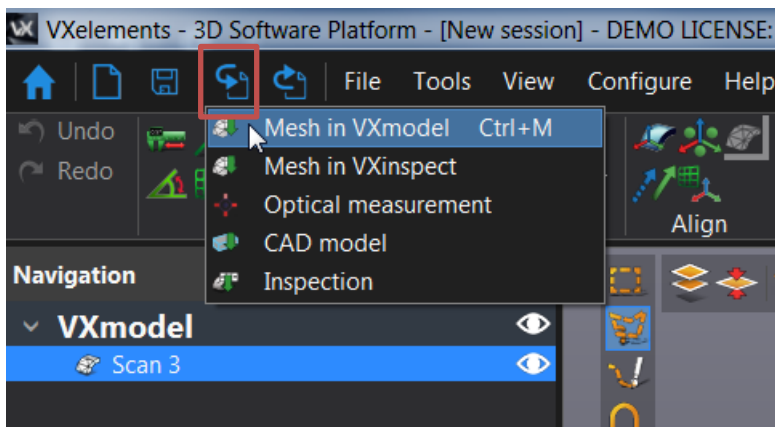 VX VXelements - 3D Software Platform - [New session] - DEMO LICENSE:
File Tools View Configure Help
Undo
Redo
Mesh in VXmodel Ctrl+M
Mesh in VXinspect
Optical measurement
CAD model
Inspection
Align
Navigation
VXmodel
Scan 3